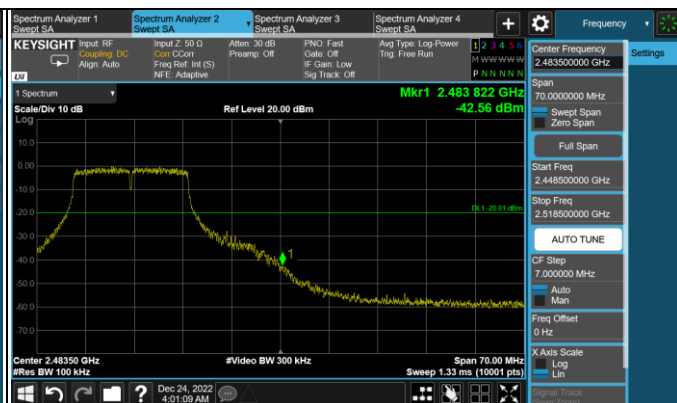 Spectrum Analyzer 1
Swept SA
Spectrum Analyzer 2
Swept SA
Spectrum Analyzer 3
Swept SA
Spectrum Analyzer 4
Swept SA
+
Frequency
KEYSIGHT
Input: RF
Coupling: DC
Align: Auto
Input Z: 50 Ω
Corr CCorr
Freq Ref: Int (S)
NFE: Adaptive
Atten: 30 dB
Preamp: Off
PNO: Fast
Gate: Off
IF Gain: Low
Sig Track: Off
Avg Type: Log-Power
Trig: Free Run
1 2 3 4 5 6
M W W W W W
P N N N N N
LXI
1 Spectrum
Scale/Div 10 dB
Log
Ref Level 20.00 dBm
Mkr1 2.483 822 GHz
-42.56 dBm
10.0
0.00
-10.0
-20.0
-30.0
-40.0
-50.0
-60.0
-70.0
DL1 -20.01 dBm
1
Center 2.48350 GHz
#Res BW 100 kHz
#Video BW 300 kHz
Span 70.00 MHz
Sweep 1.33 ms (10001 pts)
?
Dec 24, 2022
4:01:09 AM
Center Frequency
2.483500000 GHz
Settings
Span
70.0000000 MHz
Swept Span
Zero Span
Full Span
Start Freq
2.448500000 GHz
Stop Freq
2.518500000 GHz
AUTO TUNE
CF Step
7.000000 MHz
Auto
Man
Freq Offset
0 Hz
X Axis Scale
Log
Lin
Signal Track